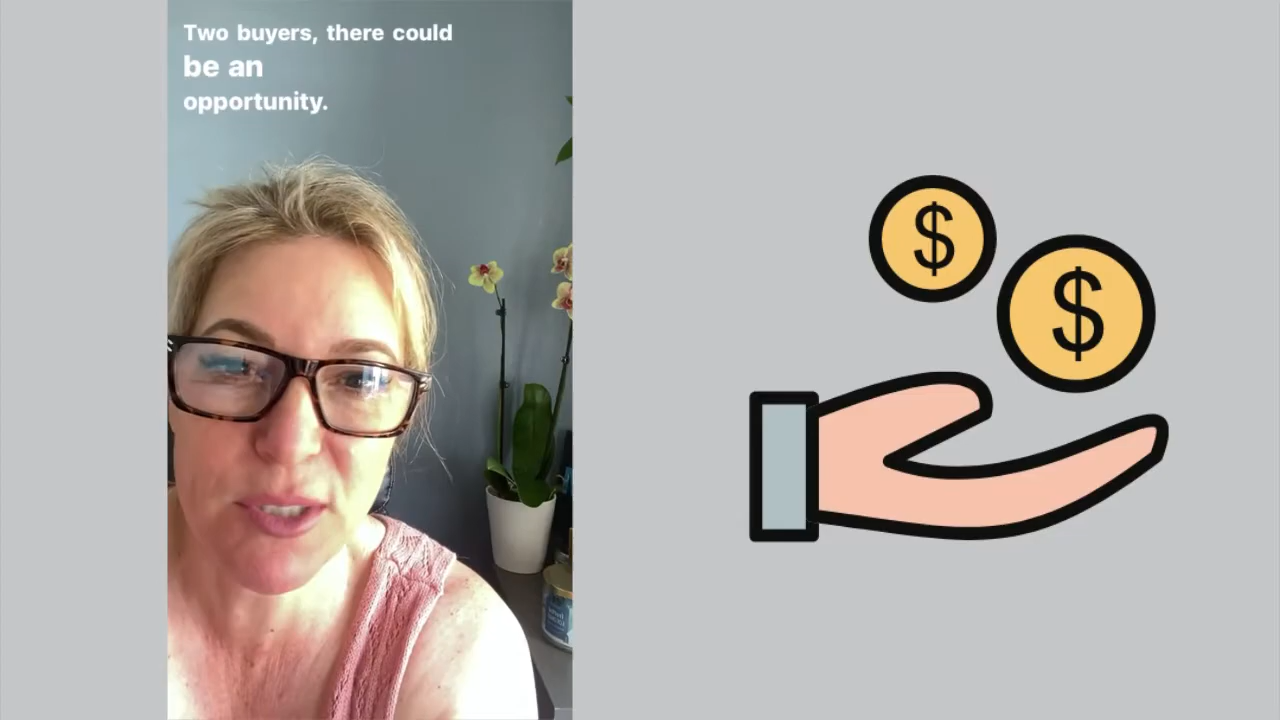 Two buyers, there could
be an
opportunity.
$
$